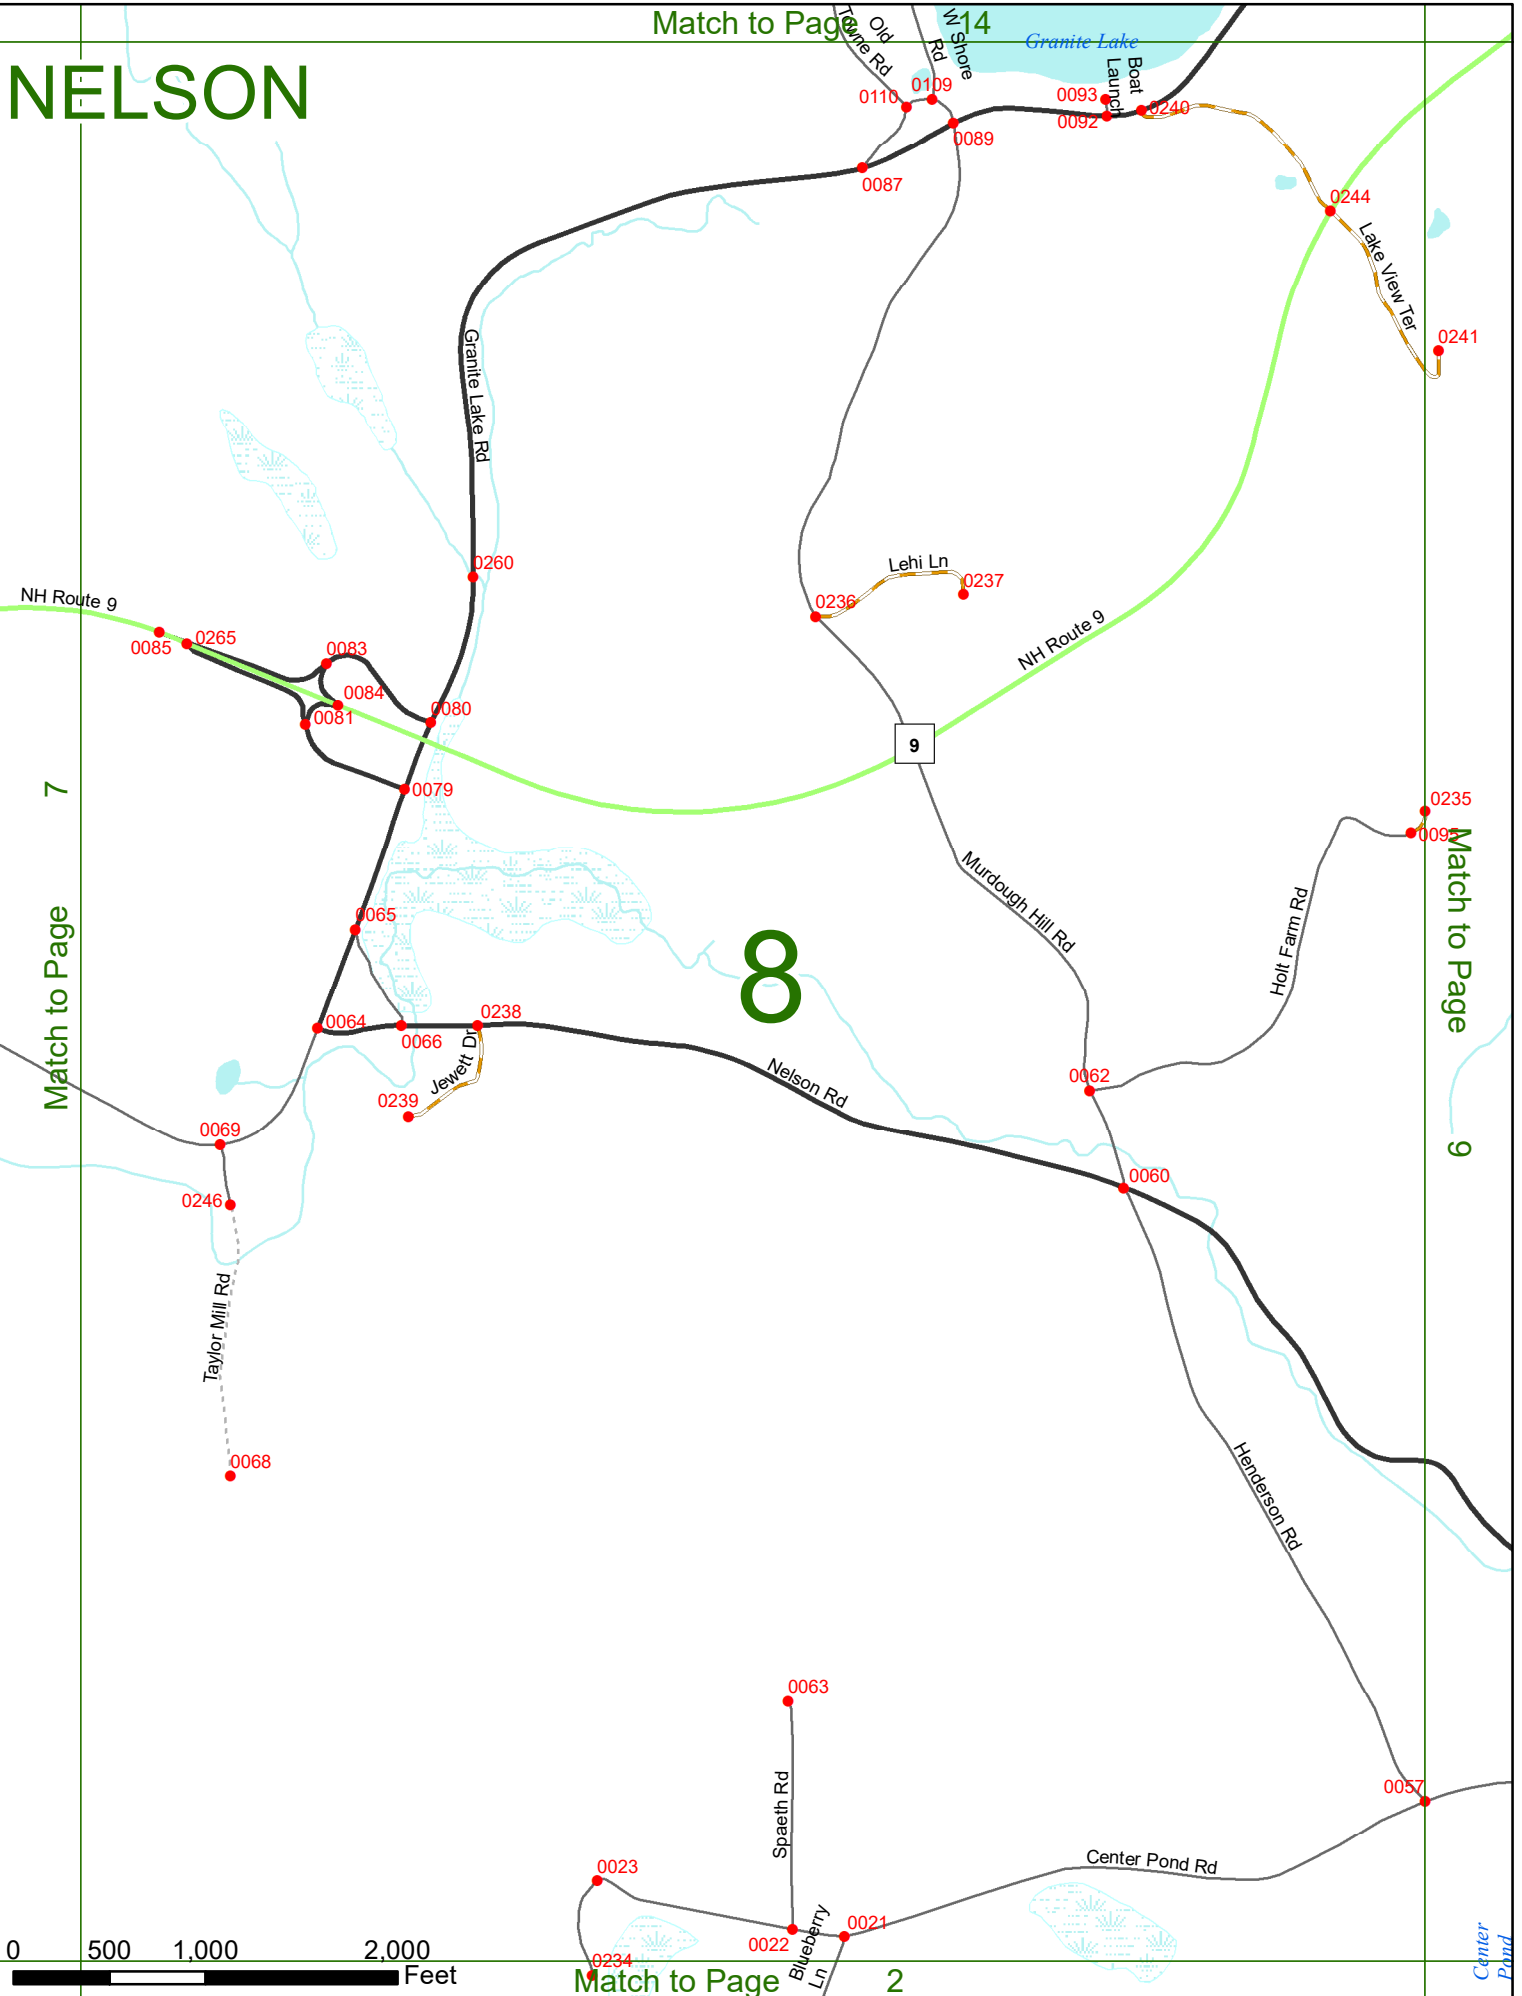 Match to Page 14
NELSON
Old
Towne Rd
W Shore
Rd
Granite Lake
Boat
Launch
0109
0110
0093
0092
0240
0089
0087
0244
Lake View Ter
0241
Granite Lake Rd
0260
Lehi Ln
0237
0236
NH Route 9
0085
0265
0083
0084
0081
0080
0079
NH Route 9
9
7
Match to Page
0235
0095
Match to Page
9
Murdough Hill Rd
Holt Farm Rd
8
0065
0064
0066
0238
Jewett Dr
0239
Nelson Rd
0062
0060
0069
0246
Taylor Mill Rd
0068
Henderson Rd
0063
Spaeth Rd
0057
Center Pond Rd
0023
0022
0021
Blueberry
Ln
0234
Center
Pond
0 500 1,000 2,000
Feet
Match to Page 2